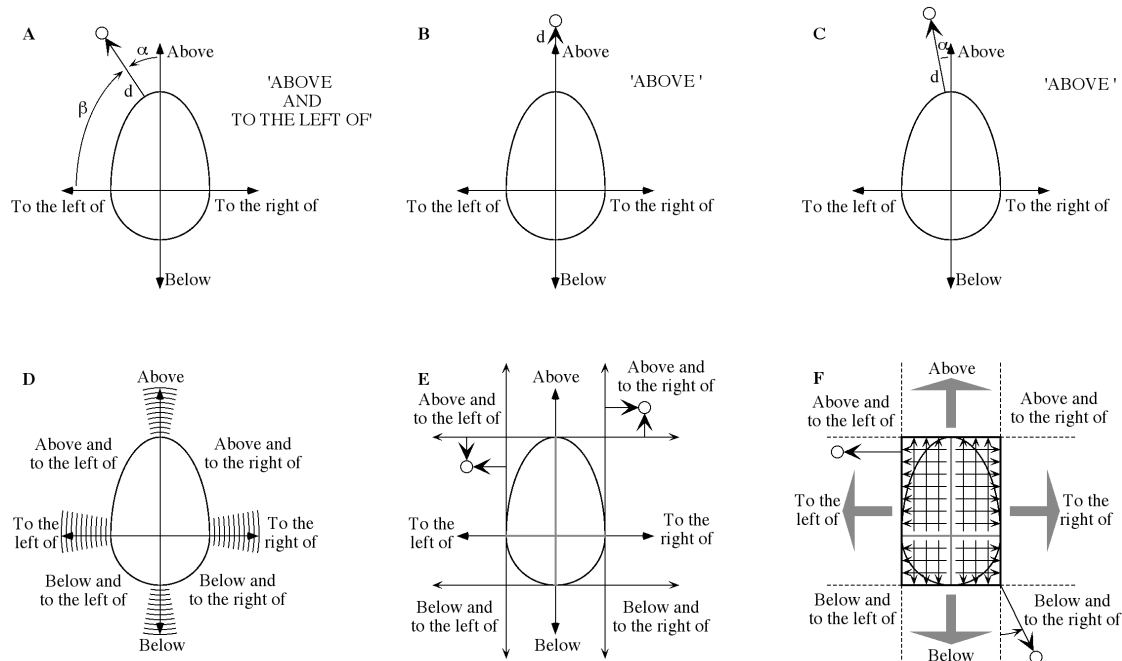 A
α
Above
d
β
'ABOVE
AND
TO THE LEFT OF'
To the left of
To the right of
Below
B
d
Above
'ABOVE '
To the left of
To the right of
Below
C
α
Above
d
'ABOVE '
To the left of
To the right of
Below
D
Above
Above and
to the left of
Above and
to the right of
To the
left of
To the
right of
Below and
to the left of
Below and
to the right of
Below
E
Above and
to the left of
Above
Above and
to the right of
To the
left of
To the
right of
Below and
to the left of
Below and
to the right of
Below
F
Above and
to the left of
Above
Above and
to the right of
To the
left of
To the
right of
Below and
to the left of
Below and
to the right of
Below